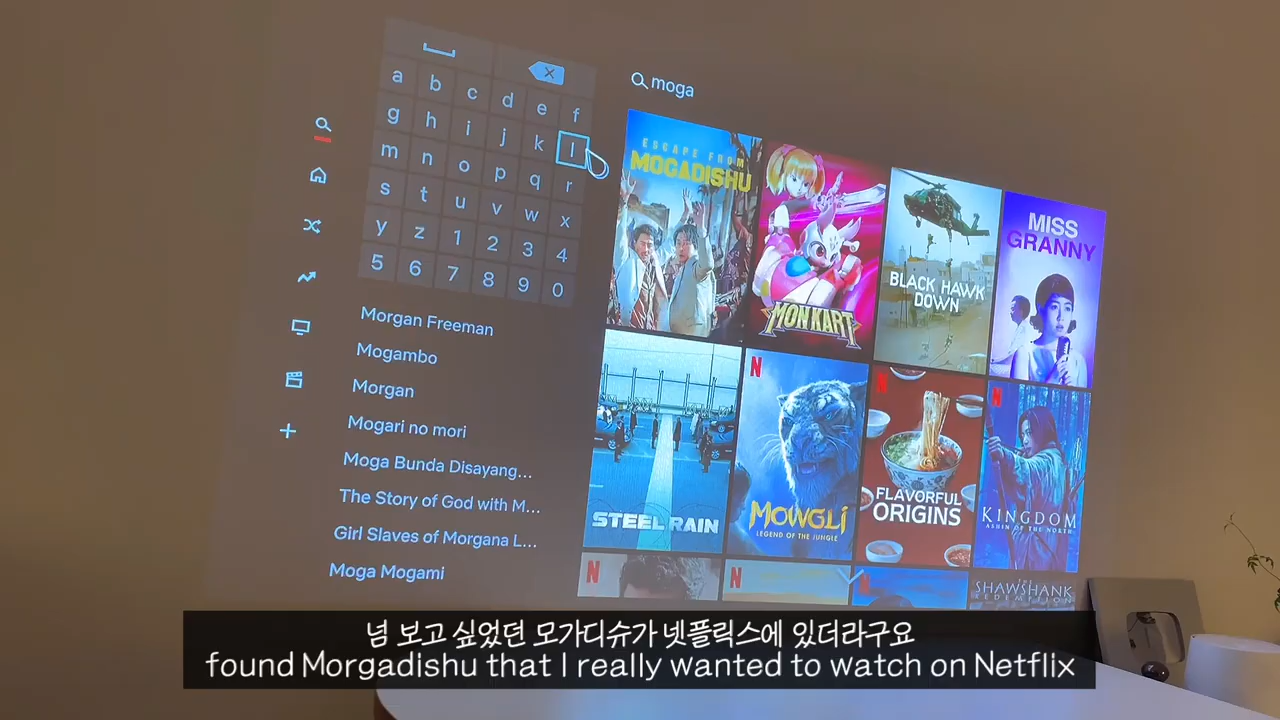 moga
a b c d e f
g h i j k l
m n o p q r
s t u v w x
y z 1 2 3 4
5 6 7 8 9 0
Morgan Freeman
Mogambo
Morgan
Mogari no mori
Moga Bunda Disayang...
The Story of God with M...
Girl Slaves of Morgana L...
Moga Mogami
ESCAPE FROM
MOGADISHU
MONKART
BLACK HAWK
DOWN
MISS
GRANNY
STEEL RAIN
N
MOWGLI
LEGEND OF THE JUNGLE
N
FLAVORFUL
ORIGINS
N
KINGDOM
ASHIN OF THE NORTH
N
N
N
THE
SHAWSHANK
REDEMPTION
넘 보고 싶었던 모가디슈가 넷플릭스에 있더라구요
found Morgadishu that I really wanted to watch on Netflix